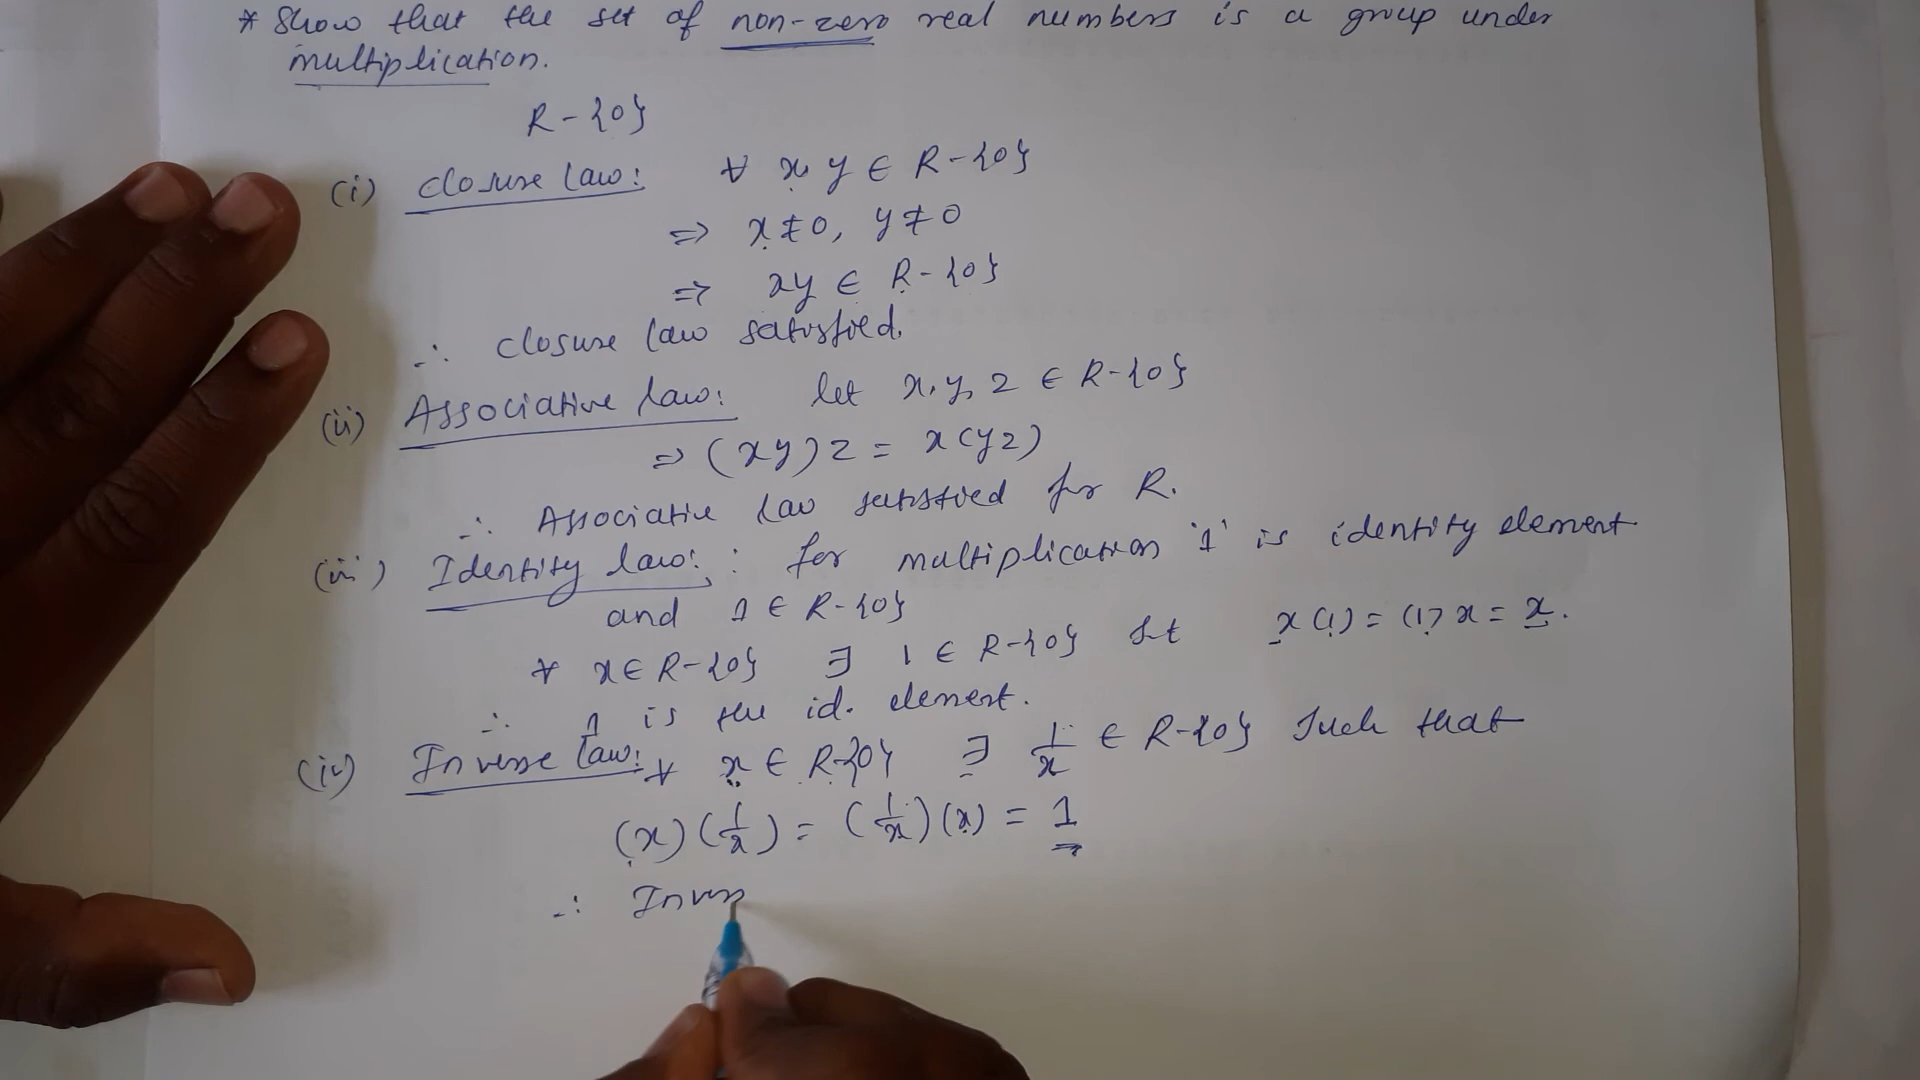 * Show that the set of non-zero real numbers is a group under
multiplication.
R-{0}
(i) closure law: ∀ x, y ∈ R-{0}
⇒ x≠0, y≠0
⇒ xy ∈ R-{0}
∴ closure law satisfied.
(ii) Associative law: let x, y, z ∈ R-{0}
⇒ (xy)z = x(yz)
∴ Associative law satisfied for R.
(iii) Identity law: : for multiplication '1' is identity element
and 1 ∈ R-{0}
∀ x ∈ R-{0} ∃ 1 ∈ R-{0} s.t x(1) = (1)x = x.
∴ 1 is the id. element.
(iv) Inverse law: ∀ x ∈ R-{0} ∃ 1/x ∈ R-{0} such that
(x)(1/x) = (1/x)(x) = 1
∴ Invers